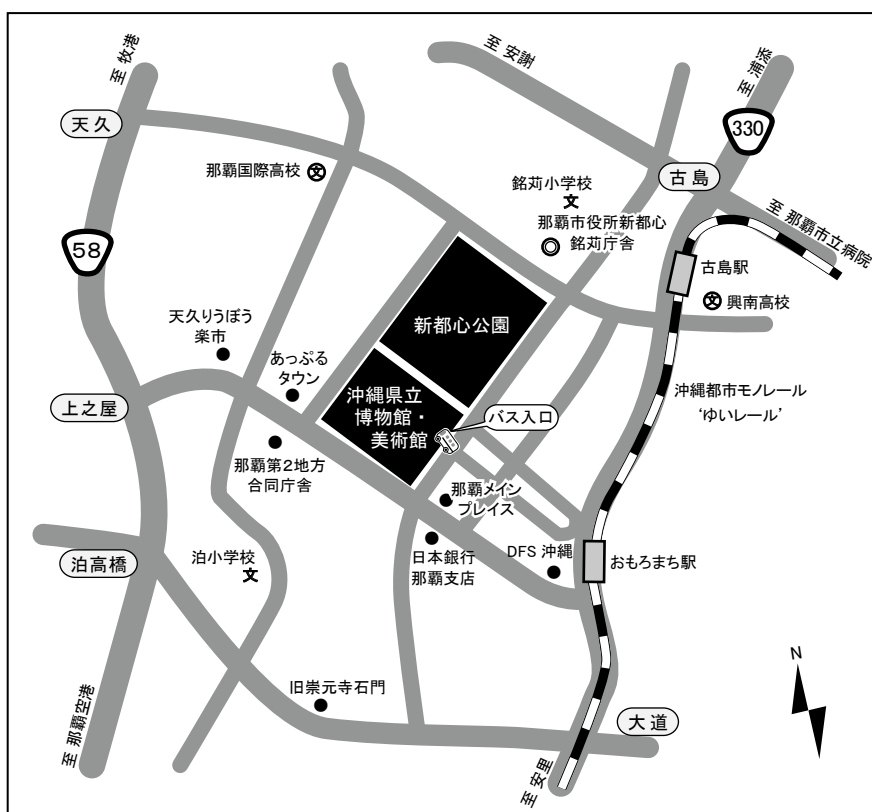 至 牧港
至 安謝
至 浦添
330
天久
古島
那覇国際高校
銘苅小学校
那覇市役所新都心
銘苅庁舎
至 那覇市立病院
58
古島駅
興南高校
新都心公園
天久りうぼう
楽市
あっぷる
タウン
沖縄県立
博物館・
美術館
バス入口
沖縄都市モノレール
‘ゆいレール’
上之屋
那覇第2地方
合同庁舎
那覇メイン
プレイス
日本銀行
那覇支店
DFS 沖縄
おもろまち駅
泊高橋
泊小学校
旧崇元寺石門
大道
N
至 那覇空港
至 安里